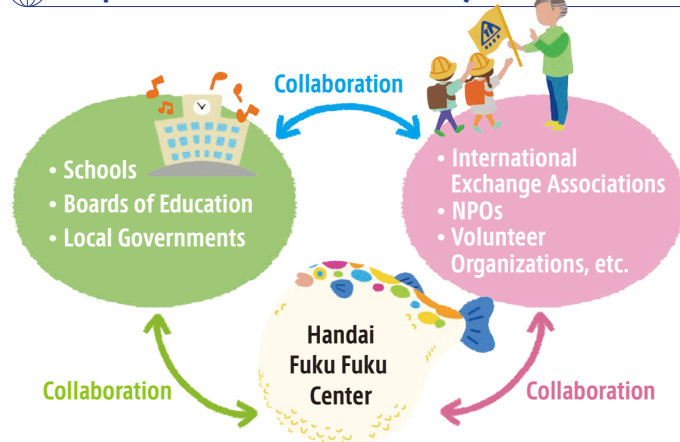 Collaboration
• Schools
• Boards of Education
• Local Governments
• International
Exchange Associations
• NPOs
• Volunteer
Organizations, etc.
Handai
Fuku Fuku
Center
Collaboration
Collaboration